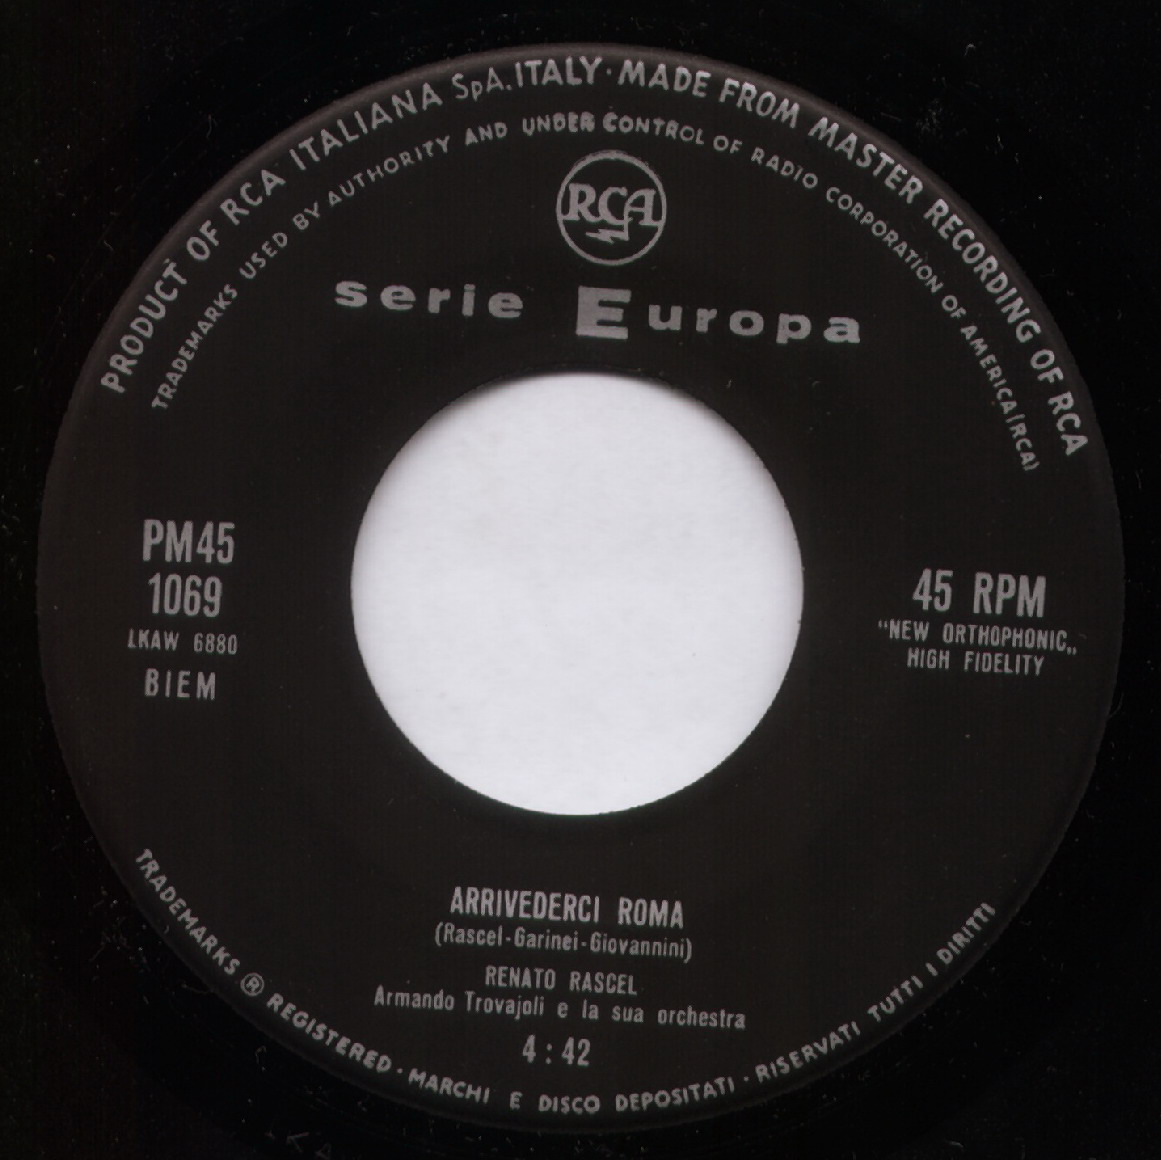 PRODUCT OF RCA ITALIANA SpA. ITALY · MADE FROM MASTER RECORDING OF RCA
TRADEMARKS USED BY AUTHORITY AND UNDER CONTROL OF RADIO CORPORATION OF AMERICA (RCA)
RCA
serie Europa
PM45
1069
LKAW 6880
BIEM
45 RPM
“NEW ORTHOPHONIC„
HIGH FIDELITY
ARRIVEDERCI ROMA
(Rascel-Garinei-Giovannini)
RENATO RASCEL
Armando Trovajoli e la sua orchestra
4:42
TRADEMARKS ® REGISTERED · MARCHI E DISCO DEPOSITATI · RISERVATI TUTTI I DIRITTI